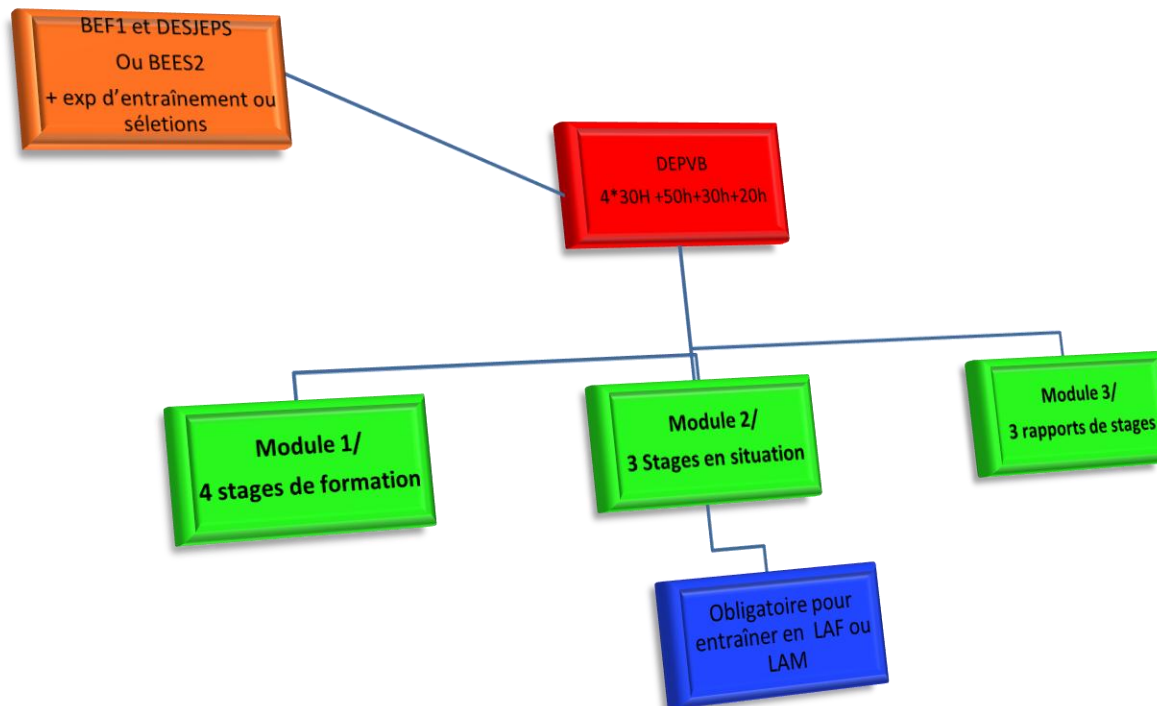 BEF1 et DESJEPS
Ou BEES2
+ exp d'entraînement ou
séletions
DEPVB
4*30H +50h+30h+20h
Module 1/
4 stages de formation
Module 2/
3 Stages en situation
Module 3/
3 rapports de stages
Obligatoire pour
entraîner en LAF ou
LAM